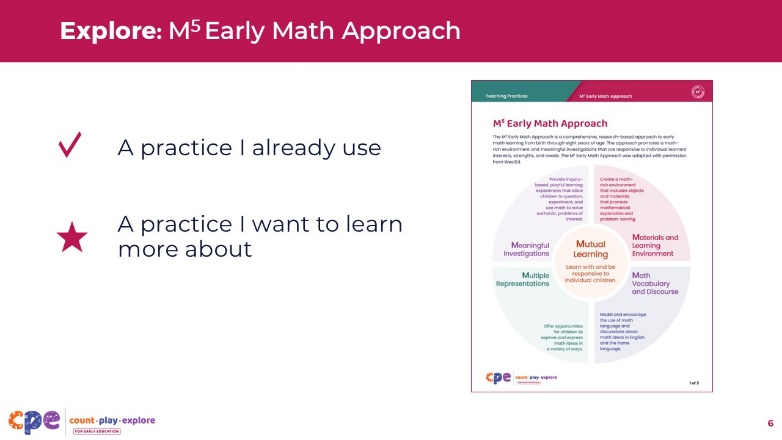 Explore: M⁵ Early Math Approach
A practice I already use
A practice I want to learn
more about
Teaching Practices
M⁵ Early Math Approach
M⁵ Early Math Approach
The M⁵ Early Math Approach is a comprehensive, research-based approach to early
math learning from birth through eight years of age. The approach promotes a math-
rich environment and meaningful investigations that are responsive to individual learners'
interests, strengths, and needs. The M⁵ Early Math Approach was adapted with permission
from WestEd.
Provide inquiry-
based, playful learning
experiences that allow
children to question,
experiment, and
use math to solve
authentic problems of
interest.
Meaningful
Investigations
Create a math-
rich environment
that includes objects
and materials
that promote
mathematical
exploration and
problem-solving.
Materials and
Learning
Environment
Mutual
Learning
Learn with and be
responsive to
individual children.
Multiple
Representations
Offer opportunities
for children to
explore and express
math ideas in
a variety of ways.
Math
Vocabulary
and Discourse
Model and encourage
the use of math
language and
discussions about
math ideas in English
and the home
language.
cpe count·play·explore
1 of 3
cpe count·play·explore
FOR EARLY EDUCATION
6